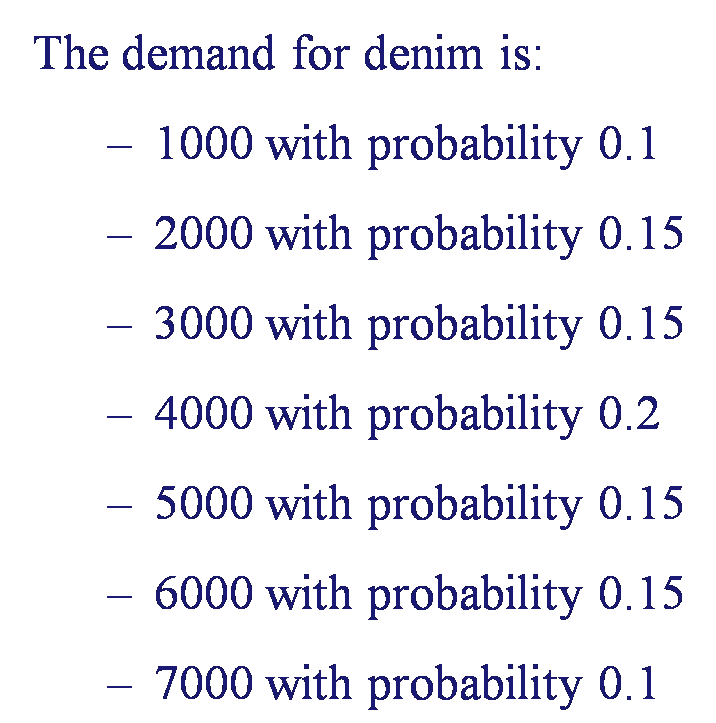 The demand for denim is:
– 1000 with probability 0.1
– 2000 with probability 0.15
– 3000 with probability 0.15
– 4000 with probability 0.2
– 5000 with probability 0.15
– 6000 with probability 0.15
– 7000 with probability 0.1